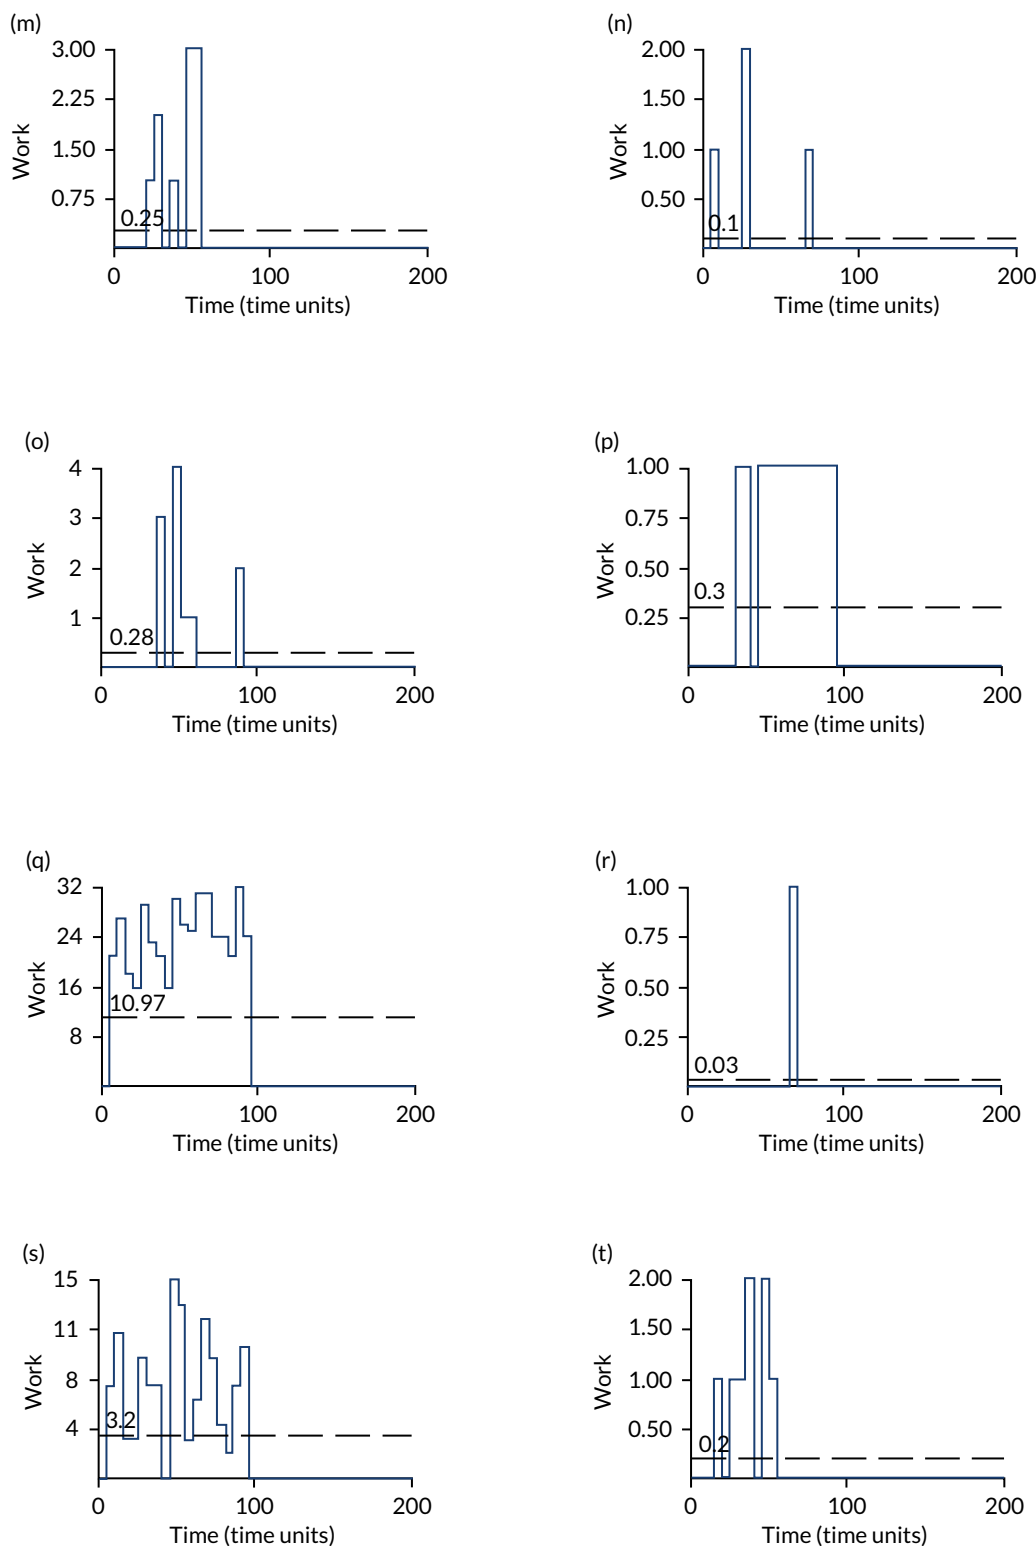 (m)
3.00
2.25
1.50
0.75
Work
0.25
0 100 200
Time (time units)
(n)
2.00
1.50
1.00
0.50
Work
0.1
0 100 200
Time (time units)
(o)
4
3
2
1
Work
0.28
0 100 200
Time (time units)
(p)
1.00
0.75
0.50
0.25
Work
0.3
0 100 200
Time (time units)
(q)
32
24
16
8
Work
10.97
0 100 200
Time (time units)
(r)
1.00
0.75
0.50
0.25
Work
0.03
0 100 200
Time (time units)
(s)
15
11
8
4
Work
3.2
0 100 200
Time (time units)
(t)
2.00
1.50
1.00
0.50
Work
0.2
0 100 200
Time (time units)